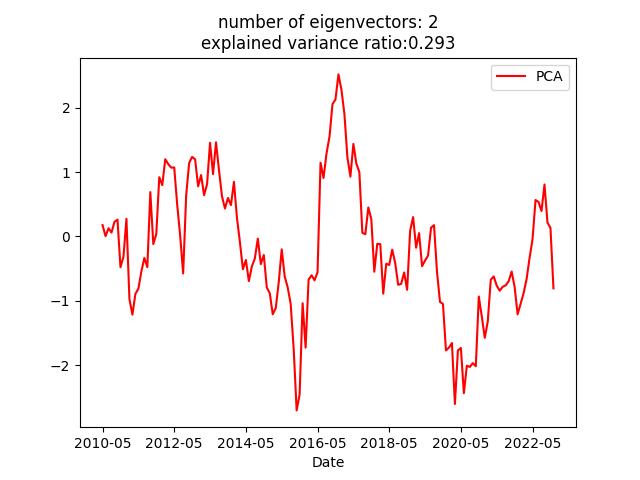 number of eigenvectors: 2
explained variance ratio:0.293
PCA
2
1
0
−1
−2
2010-05 2012-05 2014-05 2016-05 2018-05 2020-05 2022-05
Date